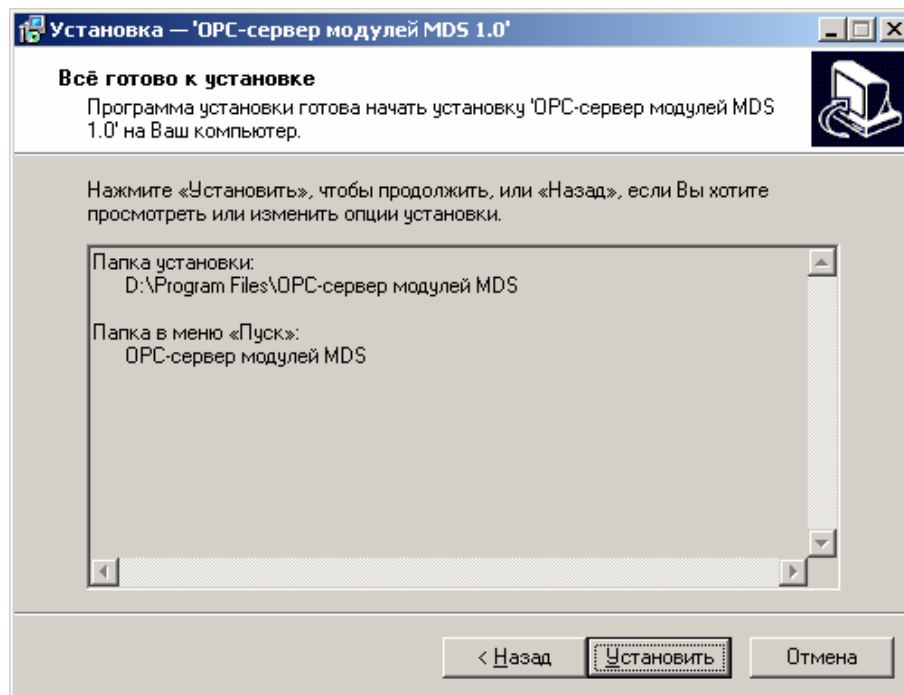 Установка — 'OPC-сервер модулей MDS 1.0'
Всё готово к установке
Программа установки готова начать установку 'OPC-сервер модулей MDS
1.0' на Ваш компьютер.
Нажмите «Установить», чтобы продолжить, или «Назад», если Вы хотите
просмотреть или изменить опции установки.
Папка установки:
D:\Program Files\OPC-сервер модулей MDS
Папка в меню «Пуск»:
OPC-сервер модулей MDS
< Назад
Установить
Отмена